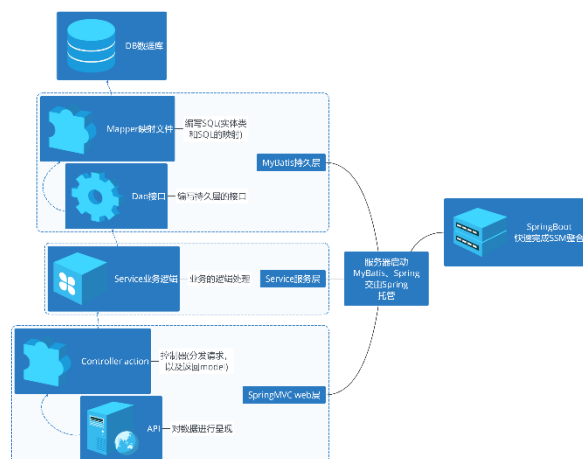 DB数据库
Mapper映射文件
编写SQL(实体类
和SQL的映射)
MyBatis持久层
Dao接口
编写持久层的接口
SpringBoot
快速完成SSM整合
服务器启动
MyBatis、Spring
交由Spring
托管
Service业务逻辑
业务的逻辑处理
Service服务层
Controller action
控制器(分发请求,
以及返回model)
SpringMVC web层
API
对数据进行呈现